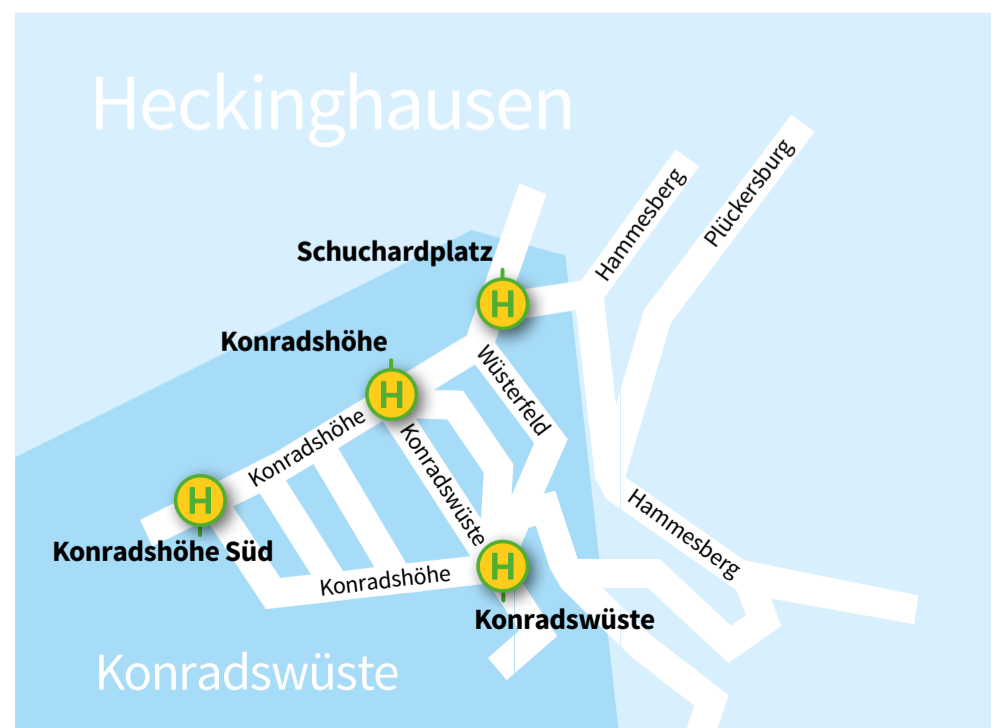 Heckinghausen
Plückersburg
Hammesberg
Schuchardplatz
H
Konradshöhe
H
Wüsterfeld
Konradshöhe
Konradswüste
H
Hammesberg
Konradshöhe Süd
H
Konradshöhe
Konradswüste
Konradswüste